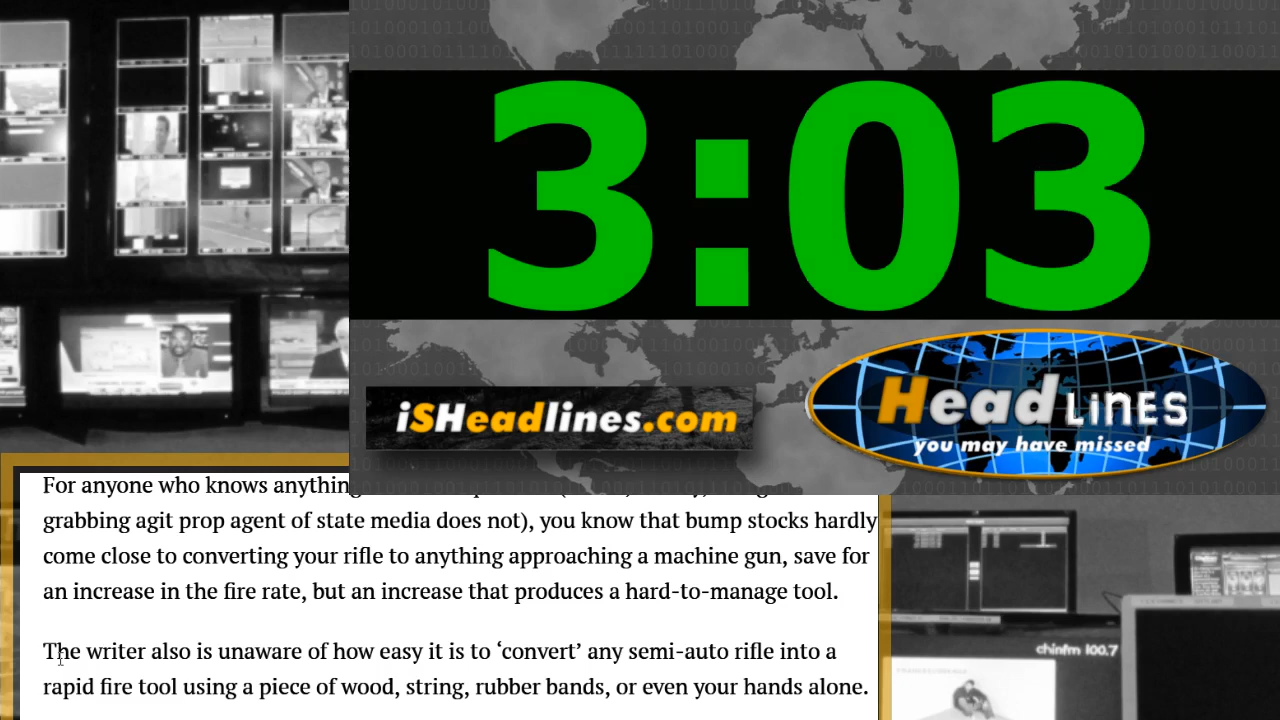 3:03
iSHeadlines.com
HeadLiNES
you may have missed
For anyone who knows anything
grabbing agit prop agent of state media does not), you know that bump stocks hardly
come close to converting your rifle to anything approaching a machine gun, save for
an increase in the fire rate, but an increase that produces a hard-to-manage tool.
The writer also is unaware of how easy it is to ‘convert’ any semi-auto rifle into a
rapid fire tool using a piece of wood, string, rubber bands, or even your hands alone.
chinfm 100.7